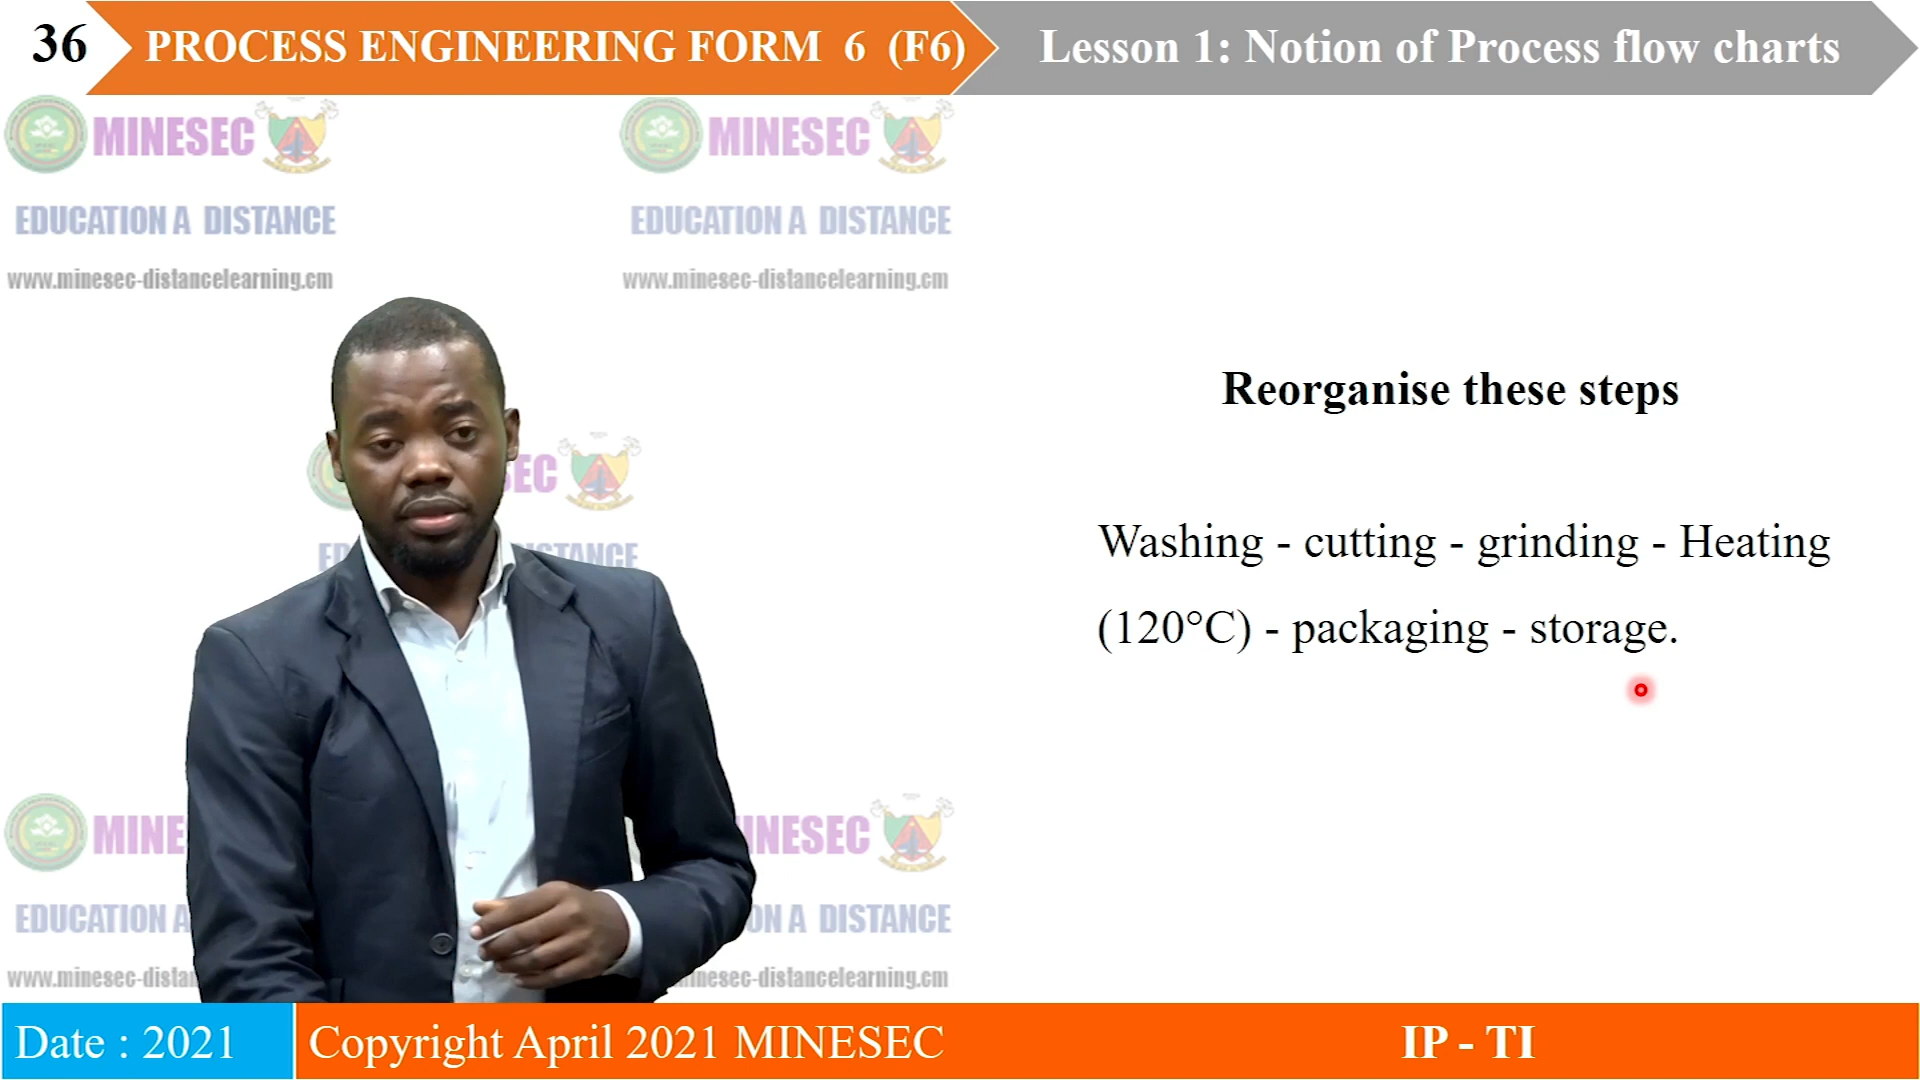 36 PROCESS ENGINEERING FORM 6 (F6) Lesson 1: Notion of Process flow charts
MINESEC MINESEC
EDUCATION A DISTANCE EDUCATION A DISTANCE
www.minesec-distancelearning.cm www.minesec-distancelearning.cm
Reorganise these steps
Washing - cutting - grinding - Heating
(120°C) - packaging - storage.
Date : 2021 Copyright April 2021 MINESEC IP - TI